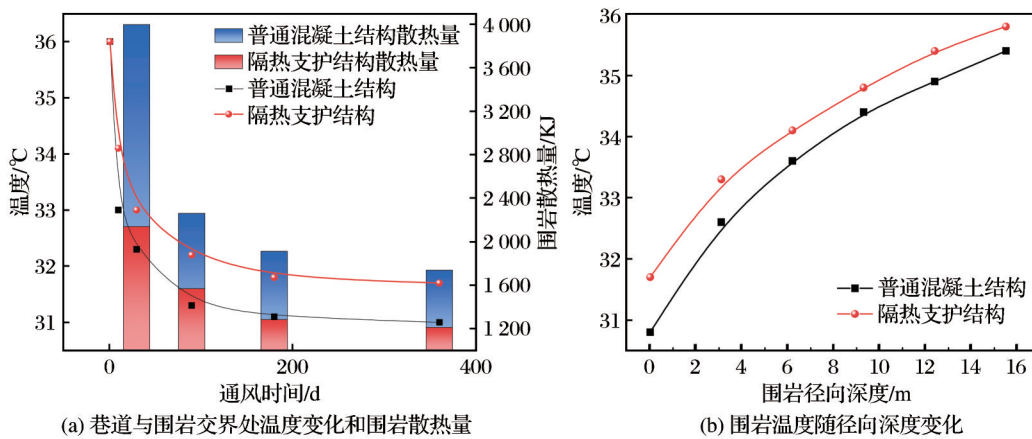 36
35
34
33
32
31
温度/℃
普通混凝土结构散热量
隔热支护结构散热量
普通混凝土结构
隔热支护结构
4 000
3 600
3 200
2 800
2 400
2 000
1 600
1 200
围岩散热量/KJ
0
200
400
通风时间/d
(a) 巷道与围岩交界处温度变化和围岩散热量
36
35
34
33
32
31
温度/℃
普通混凝土结构
隔热支护结构
0
2
4
6
8
10
12
14
16
围岩径向深度/m
(b) 围岩温度随径向深度变化